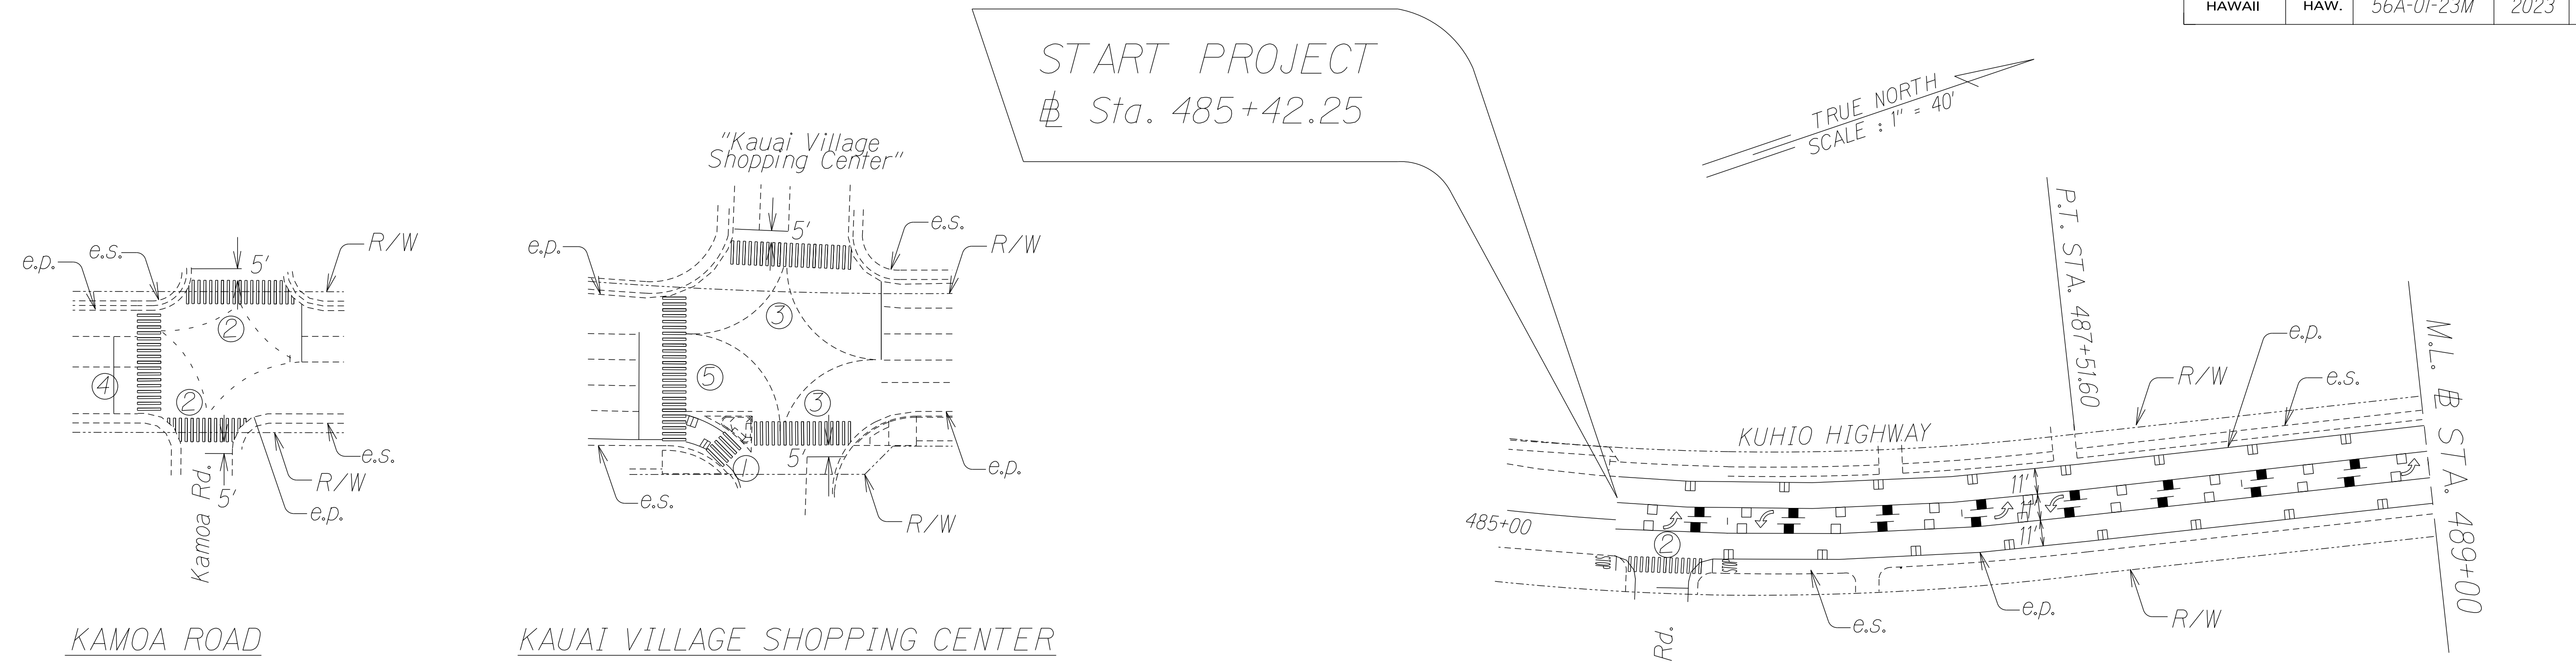 HAWAII HAW. 56A-01-23M 2023
START PROJECT
℄ Sta. 485+42.25
TRUE NORTH
SCALE : 1" = 40'
"Kauai Village
Shopping Center"
e.p.
e.s.
5'
R/W
2
4
2
5'
Kamoa Rd.
e.s.
R/W
e.p.
KAMOA ROAD
e.p.
5'
e.s.
R/W
3
5
3
1
5'
e.s.
e.p.
R/W
KAUAI VILLAGE SHOPPING CENTER
P.T. STA. 487+51.60
M.L. ℄ STA. 489+00
e.p.
R/W
e.s.
KUHIO HIGHWAY
485+00
11'
11'
11'
2
Rd.
e.s.
e.p.
R/W